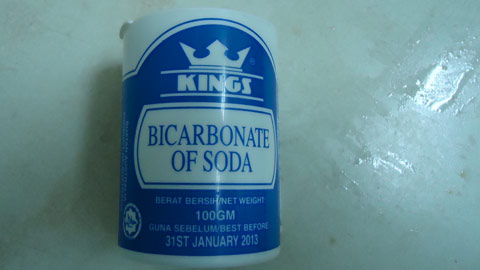 KINGS
BICARBONATE
OF SODA
BERAT BERSIH/NET WEIGHT
100GM
GUNA SEBELUM/BEST BEFORE
31ST JANUARY 2013